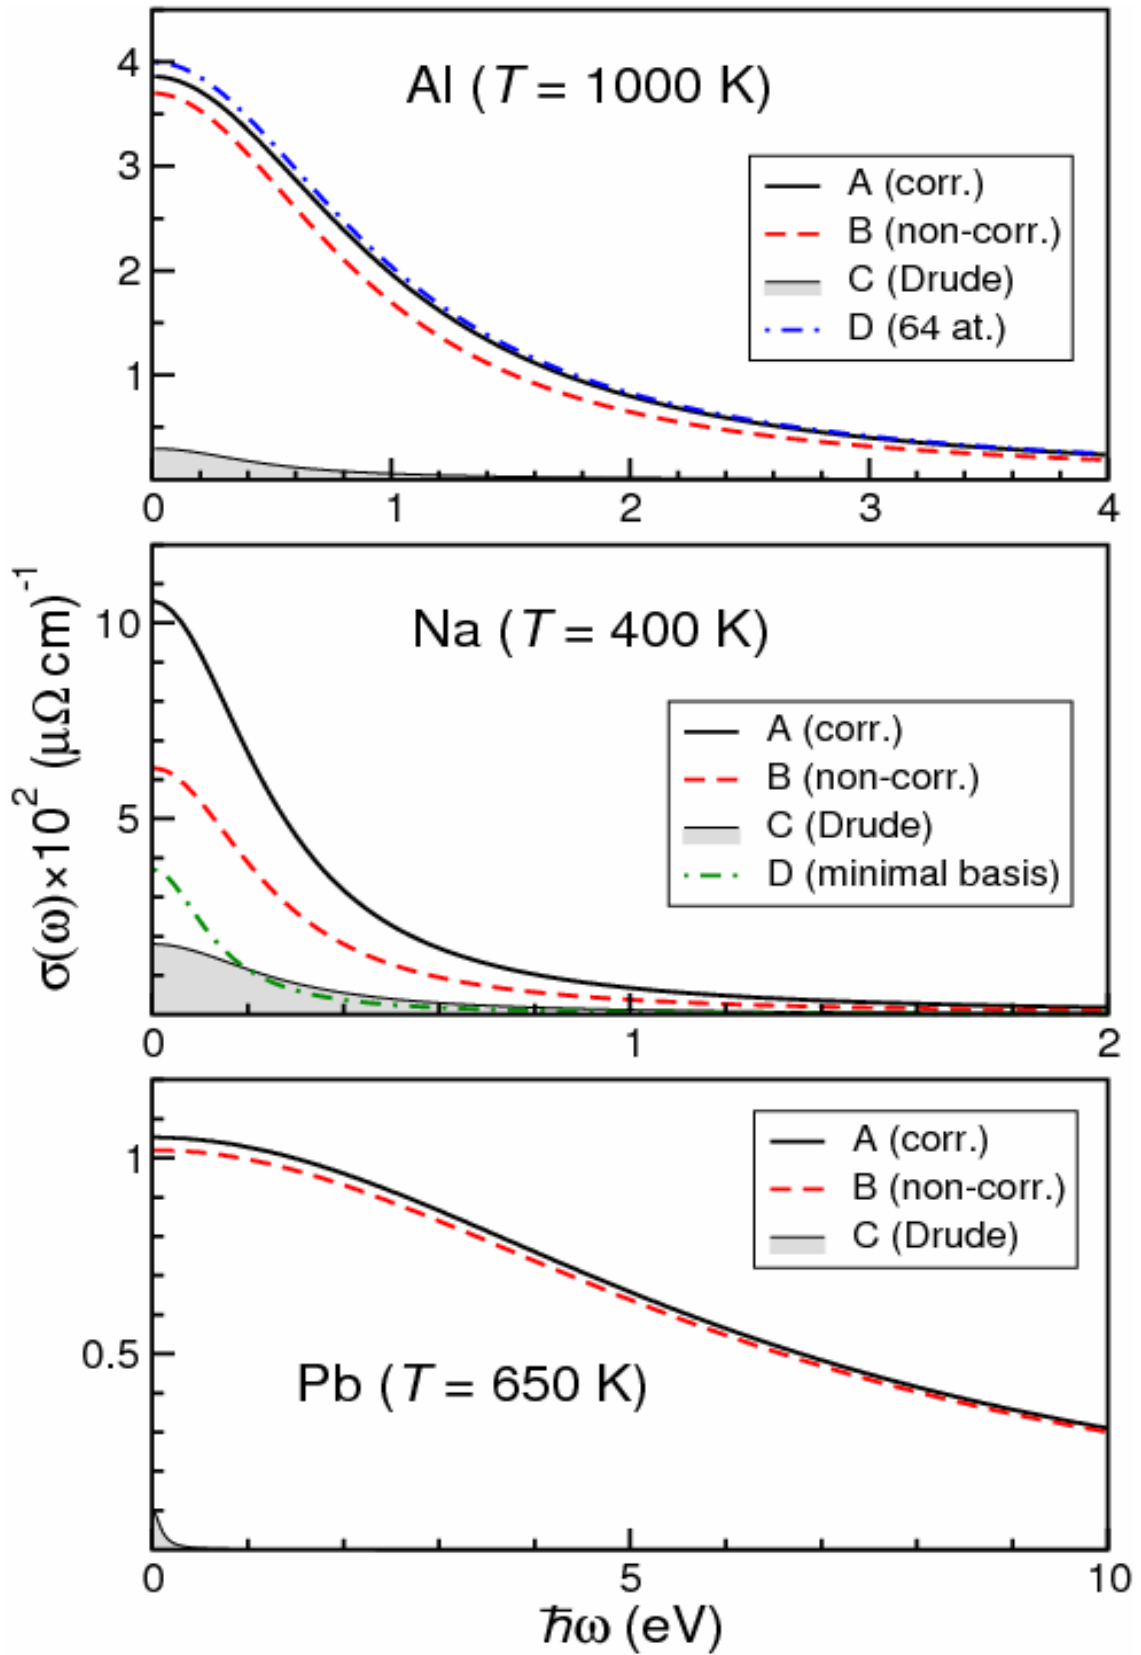 Al (T = 1000 K)
4
3
2
1
A (corr.)
B (non-corr.)
C (Drude)
D (64 at.)
0 1 2 3 4
σ(ω)×10² (μΩ cm)⁻¹
Na (T = 400 K)
10
5
A (corr.)
B (non-corr.)
C (Drude)
D (minimal basis)
0 1 2
1
0.5
A (corr.)
B (non-corr.)
C (Drude)
Pb (T = 650 K)
0 5 10
ℏω (eV)